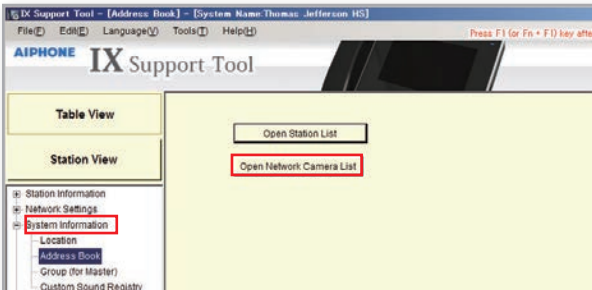 IX Support Tool - [Address Book] - [System Name:Thomas Jefferson HS]
File(F) Edit(E) Language(V) Tools(T) Help(H)
Press F1 (or Fn + F1) key afte
AIPHONE IX Support Tool
Table View
Station View
Open Station List
Open Network Camera List
Station Information
Network Settings
System Information
Location
Address Book
Group (for Master)
Custom Sound Registry